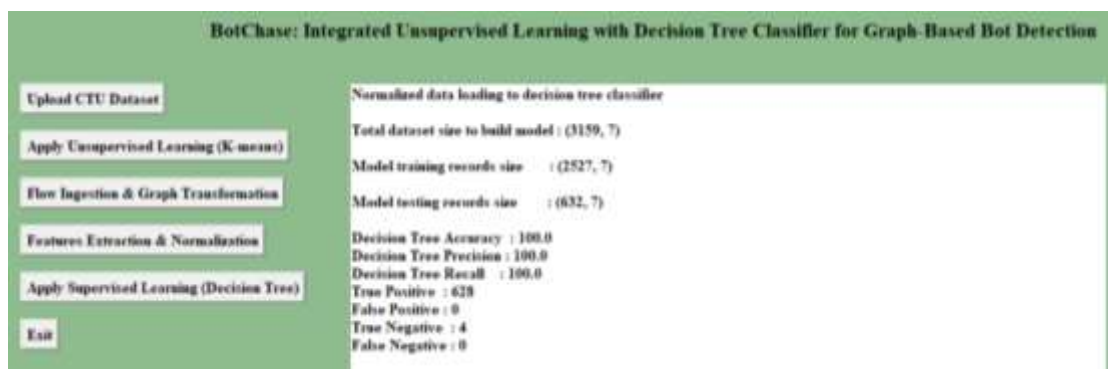 BotChase: Integrated Unsupervised Learning with Decision Tree Classifier for Graph-Based Bot Detection
Upload CTU Dataset
Apply Unsupervised Learning (K-means)
Flow Ingestion & Graph Transformation
Features Extraction & Normalization
Apply Supervised Learning (Decision Tree)
Exit
Normalized data loading to decision tree classifier
Total dataset size to build model : (3159, 7)
Model training records size : (2527, 7)
Model testing records size : (632, 7)
Decision Tree Accuracy : 100.0
Decision Tree Precision : 100.0
Decision Tree Recall : 100.0
True Positive : 628
False Positive : 0
True Negative : 4
False Negative : 0